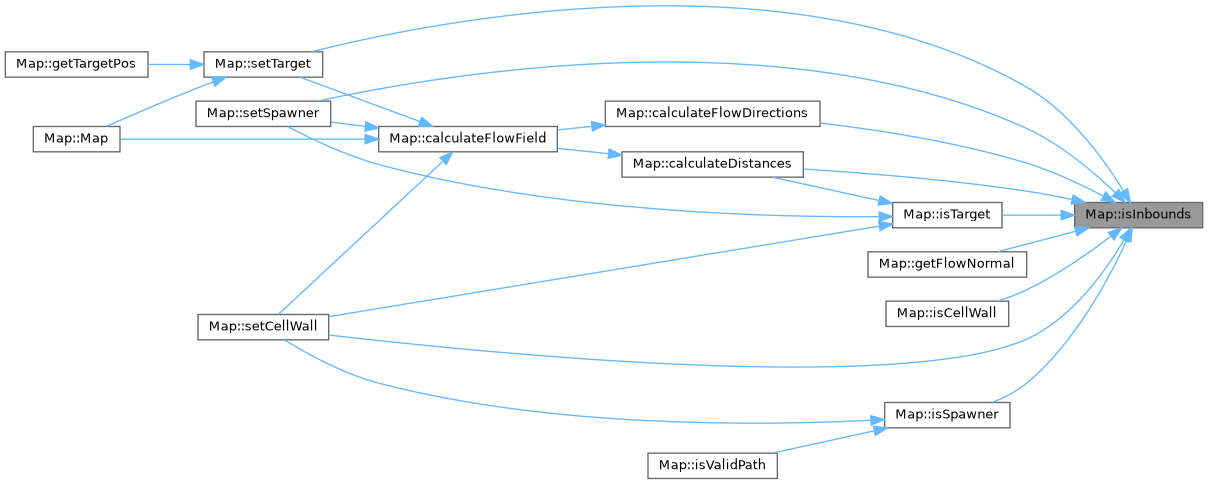 Map::getTargetPos
Map::setTarget
Map::setSpawner
Map::Map
Map::calculateFlowField
Map::calculateFlowDirections
Map::calculateDistances
Map::isTarget
Map::isInbounds
Map::getFlowNormal
Map::isCellWall
Map::setCellWall
Map::isSpawner
Map::isValidPath